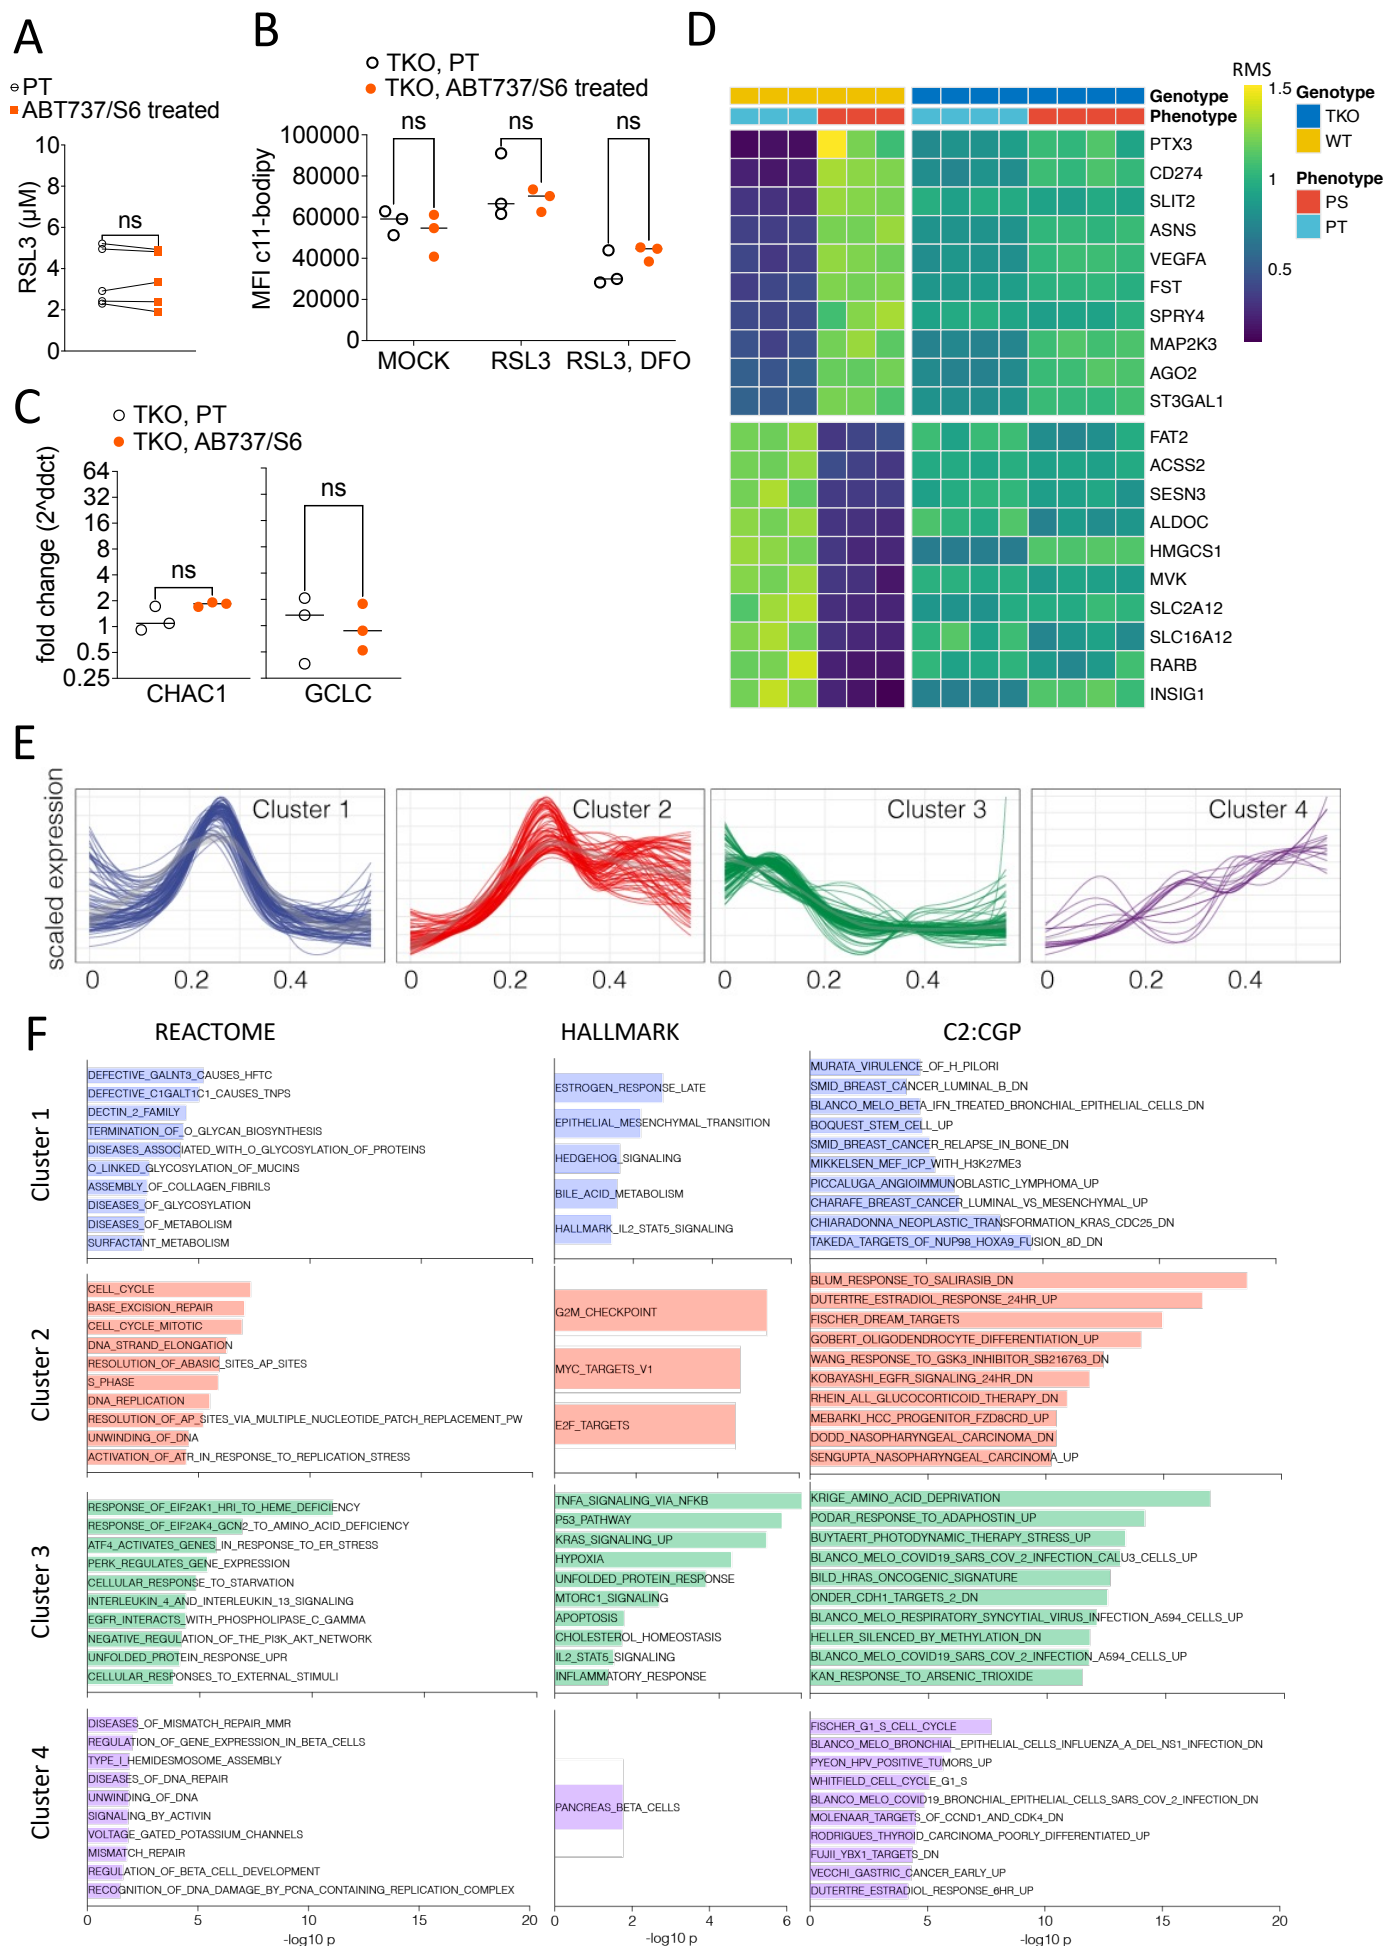 A
PT
ABT737/S6 treated
RSL3 (µM)
10
8
6
4
2
0
ns
B
TKO, PT
TKO, ABT737/S6 treated
MFI c11-bodipy
100000
80000
60000
40000
20000
0
ns
ns
ns
MOCK
RSL3
RSL3, DFO
C
TKO, PT
TKO, AB737/S6
fold change (2^ddct)
64
32
16
8
4
2
1
0.5
0.25
ns
ns
CHAC1
GCLC
D
RMS
1.5
1
0.5
Genotype
Phenotype
Genotype
TKO
WT
Phenotype
PS
PT
PTX3
CD274
SLIT2
ASNS
VEGFA
FST
SPRY4
MAP2K3
AGO2
ST3GAL1
FAT2
ACSS2
SESN3
ALDOC
HMGCS1
MVK
SLC2A12
SLC16A12
RARB
INSIG1
E
scaled expression
Cluster 1
Cluster 2
Cluster 3
Cluster 4
0 0.2 0.4
0 0.2 0.4
0 0.2 0.4
0 0.2 0.4
F
REACTOME
HALLMARK
C2:CGP
Cluster 1
DEFECTIVE_GALNT3_CAUSES_HFTC
DEFECTIVE_C1GALT1C1_CAUSES_TNPS
DECTIN_2_FAMILY
TERMINATION_OF_O_GLYCAN_BIOSYNTHESIS
DISEASES_ASSOCIATED_WITH_O_GLYCOSYLATION_OF_PROTEINS
O_LINKED_GLYCOSYLATION_OF_MUCINS
ASSEMBLY_OF_COLLAGEN_FIBRILS
DISEASES_OF_GLYCOSYLATION
DISEASES_OF_METABOLISM
SURFACTANT_METABOLISM
ESTROGEN_RESPONSE_LATE
EPITHELIAL_MESENCHYMAL_TRANSITION
HEDGEHOG_SIGNALING
BILE_ACID_METABOLISM
HALLMARK_IL2_STAT5_SIGNALING
MURATA_VIRULENCE_OF_H_PILORI
SMID_BREAST_CANCER_LUMINAL_B_DN
BLANCO_MELO_BETA_IFN_TREATED_BRONCHIAL_EPITHELIAL_CELLS_DN
BOQUEST_STEM_CELL_UP
SMID_BREAST_CANCER_RELAPSE_IN_BONE_DN
MIKKELSEN_MEF_ICP_WITH_H3K27ME3
PICCALUGA_ANGIOIMMUNOBLASTIC_LYMPHOMA_UP
CHARAFE_BREAST_CANCER_LUMINAL_VS_MESENCHYMAL_UP
CHIARADONNA_NEOPLASTIC_TRANSFORMATION_KRAS_CDC25_DN
TAKEDA_TARGETS_OF_NUP98_HOXA9_FUSION_8D_DN
Cluster 2
CELL_CYCLE
BASE_EXCISION_REPAIR
CELL_CYCLE_MITOTIC
DNA_STRAND_ELONGATION
RESOLUTION_OF_ABASIC_SITES_AP_SITES
S_PHASE
DNA_REPLICATION
RESOLUTION_OF_AP_SITES_VIA_MULTIPLE_NUCLEOTIDE_PATCH_REPLACEMENT_PW
UNWINDING_OF_DNA
ACTIVATION_OF_ATR_IN_RESPONSE_TO_REPLICATION_STRESS
G2M_CHECKPOINT
MYC_TARGETS_V1
E2F_TARGETS
BLUM_RESPONSE_TO_SALIRASIB_DN
DUTERTRE_ESTRADIOL_RESPONSE_24HR_UP
FISCHER_DREAM_TARGETS
GOBERT_OLIGODENDROCYTE_DIFFERENTIATION_UP
WANG_RESPONSE_TO_GSK3_INHIBITOR_SB216763_DN
KOBAYASHI_EGFR_SIGNALING_24HR_DN
RHEIN_ALL_GLUCOCORTICOID_THERAPY_DN
MEBARKI_HCC_PROGENITOR_FZD8CRD_UP
DODD_NASOPHARYNGEAL_CARCINOMA_DN
SENGUPTA_NASOPHARYNGEAL_CARCINOMA_UP
Cluster 3
RESPONSE_OF_EIF2AK1_HRI_TO_HEME_DEFICIENCY
RESPONSE_OF_EIF2AK4_GCN2_TO_AMINO_ACID_DEFICIENCY
ATF4_ACTIVATES_GENES_IN_RESPONSE_TO_ER_STRESS
PERK_REGULATES_GENE_EXPRESSION
CELLULAR_RESPONSE_TO_STARVATION
INTERLEUKIN_4_AND_INTERLEUKIN_13_SIGNALING
EGFR_INTERACTS_WITH_PHOSPHOLIPASE_C_GAMMA
NEGATIVE_REGULATION_OF_THE_PI3K_AKT_NETWORK
UNFOLDED_PROTEIN_RESPONSE_UPR
CELLULAR_RESPONSES_TO_EXTERNAL_STIMULI
TNFA_SIGNALING_VIA_NFKB
P53_PATHWAY
KRAS_SIGNALING_UP
HYPOXIA
UNFOLDED_PROTEIN_RESPONSE
MTORC1_SIGNALING
APOPTOSIS
CHOLESTEROL_HOMEOSTASIS
IL2_STAT5_SIGNALING
INFLAMMATORY_RESPONSE
KRIGE_AMINO_ACID_DEPRIVATION
PODAR_RESPONSE_TO_ADAPHOSTIN_UP
BUYTAERT_PHOTODYNAMIC_THERAPY_STRESS_UP
BLANCO_MELO_COVID19_SARS_COV_2_INFECTION_CALU3_CELLS_UP
BILD_HRAS_ONCOGENIC_SIGNATURE
ONDER_CDH1_TARGETS_2_DN
BLANCO_MELO_RESPIRATORY_SYNCYTIAL_VIRUS_INFECTION_A594_CELLS_UP
HELLER_SILENCED_BY_METHYLATION_DN
BLANCO_MELO_COVID19_SARS_COV_2_INFECTION_A594_CELLS_UP
KAN_RESPONSE_TO_ARSENIC_TRIOXIDE
Cluster 4
DISEASES_OF_MISMATCH_REPAIR_MMR
REGULATION_OF_GENE_EXPRESSION_IN_BETA_CELLS
TYPE_I_HEMIDESMOSOME_ASSEMBLY
DISEASES_OF_DNA_REPAIR
UNWINDING_OF_DNA
SIGNALING_BY_ACTIVIN
VOLTAGE_GATED_POTASSIUM_CHANNELS
MISMATCH_REPAIR
REGULATION_OF_BETA_CELL_DEVELOPMENT
RECOGNITION_OF_DNA_DAMAGE_BY_PCNA_CONTAINING_REPLICATION_COMPLEX
PANCREAS_BETA_CELLS
FISCHER_G1_S_CELL_CYCLE
BLANCO_MELO_BRONCHIAL_EPITHELIAL_CELLS_INFLUENZA_A_DEL_NS1_INFECTION_DN
PYEON_HPV_POSITIVE_TUMORS_UP
WHITFIELD_CELL_CYCLE_G1_S
BLANCO_MELO_COVID19_BRONCHIAL_EPITHELIAL_CELLS_SARS_COV_2_INFECTION_DN
MOLENAAR_TARGETS_OF_CCND1_AND_CDK4_DN
RODRIGUES_THYROID_CARCINOMA_POORLY_DIFFERENTIATED_UP
FUJII_YBX1_TARGETS_DN
VECCHI_GASTRIC_CANCER_EARLY_UP
DUTERTRE_ESTRADIOL_RESPONSE_6HR_UP
0 5 10 15 20
-log10 p
0 2 4 6
-log10 p
0 5 10 15 20
-log10 p